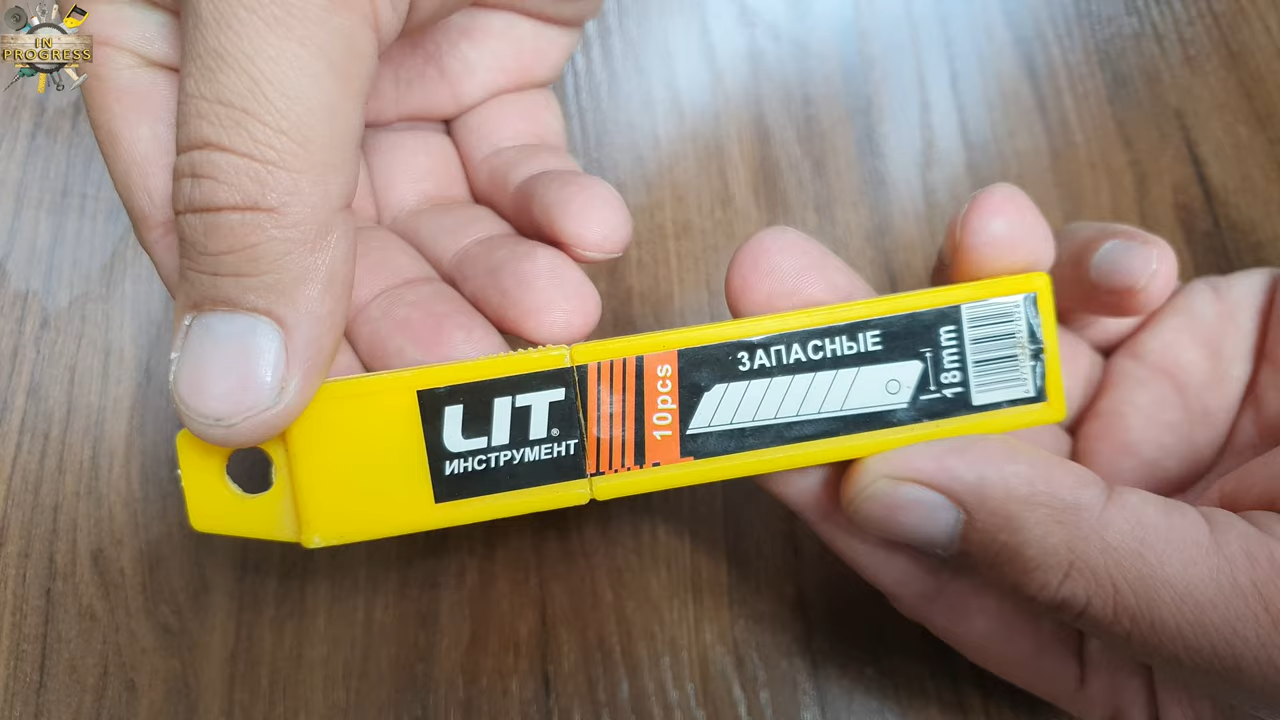 IN
PROGRESS
LIT®
ИНСТРУМЕНТ
10pcs
ЗАПАСНЫЕ
18mm